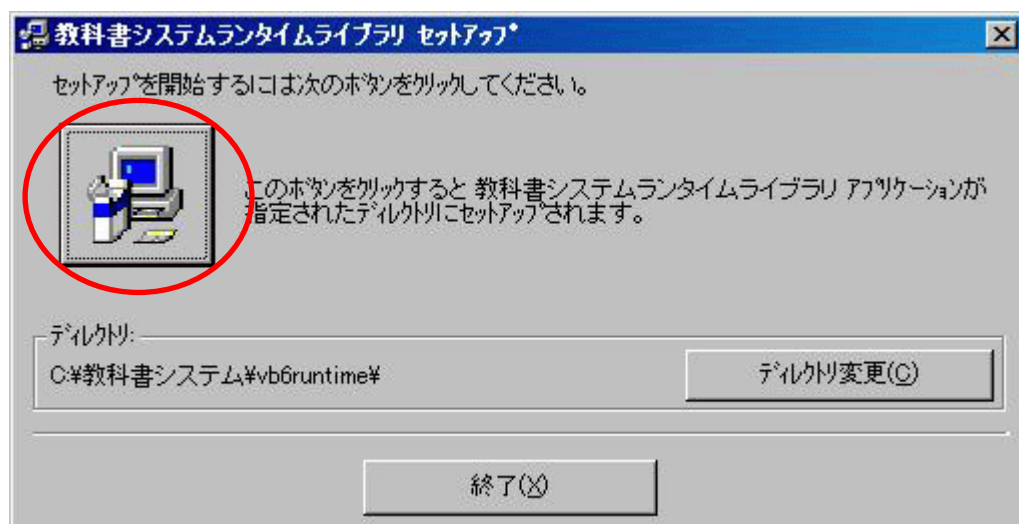 教科書システムランタイムライブラリ ｾｯﾄｱｯﾌﾟ
ｾｯﾄｱｯﾌﾟを開始するには次のﾎﾞﾀﾝをｸﾘｯｸしてください。
このﾎﾞﾀﾝをｸﾘｯｸすると 教科書システムランタイムライブラリ ｱﾌﾟﾘｹｰｼｮﾝが
指定されたﾃﾞｨﾚｸﾄﾘにｾｯﾄｱｯﾌﾟされます。
ﾃﾞｨﾚｸﾄﾘ:
C:¥教科書システム¥vb6runtime¥
ﾃﾞｨﾚｸﾄﾘ変更(C)
終了(X)